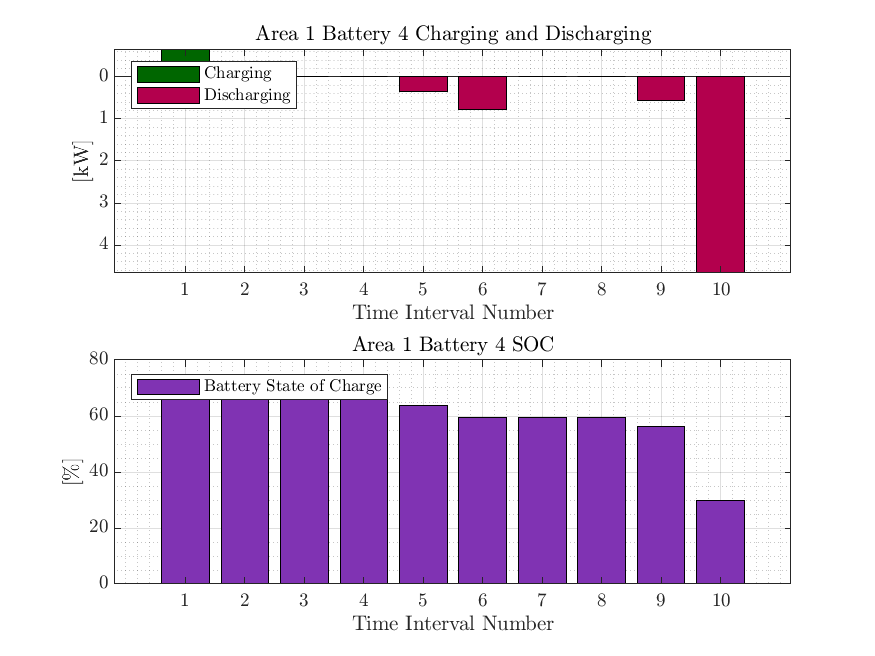 Area 1 Battery 4 Charging and Discharging
0
1
2
3
4
[kW]
Charging
Discharging
1 2 3 4 5 6 7 8 9 10
Time Interval Number
Area 1 Battery 4 SOC
80
60
40
20
0
[%]
Battery State of Charge
1 2 3 4 5 6 7 8 9 10
Time Interval Number